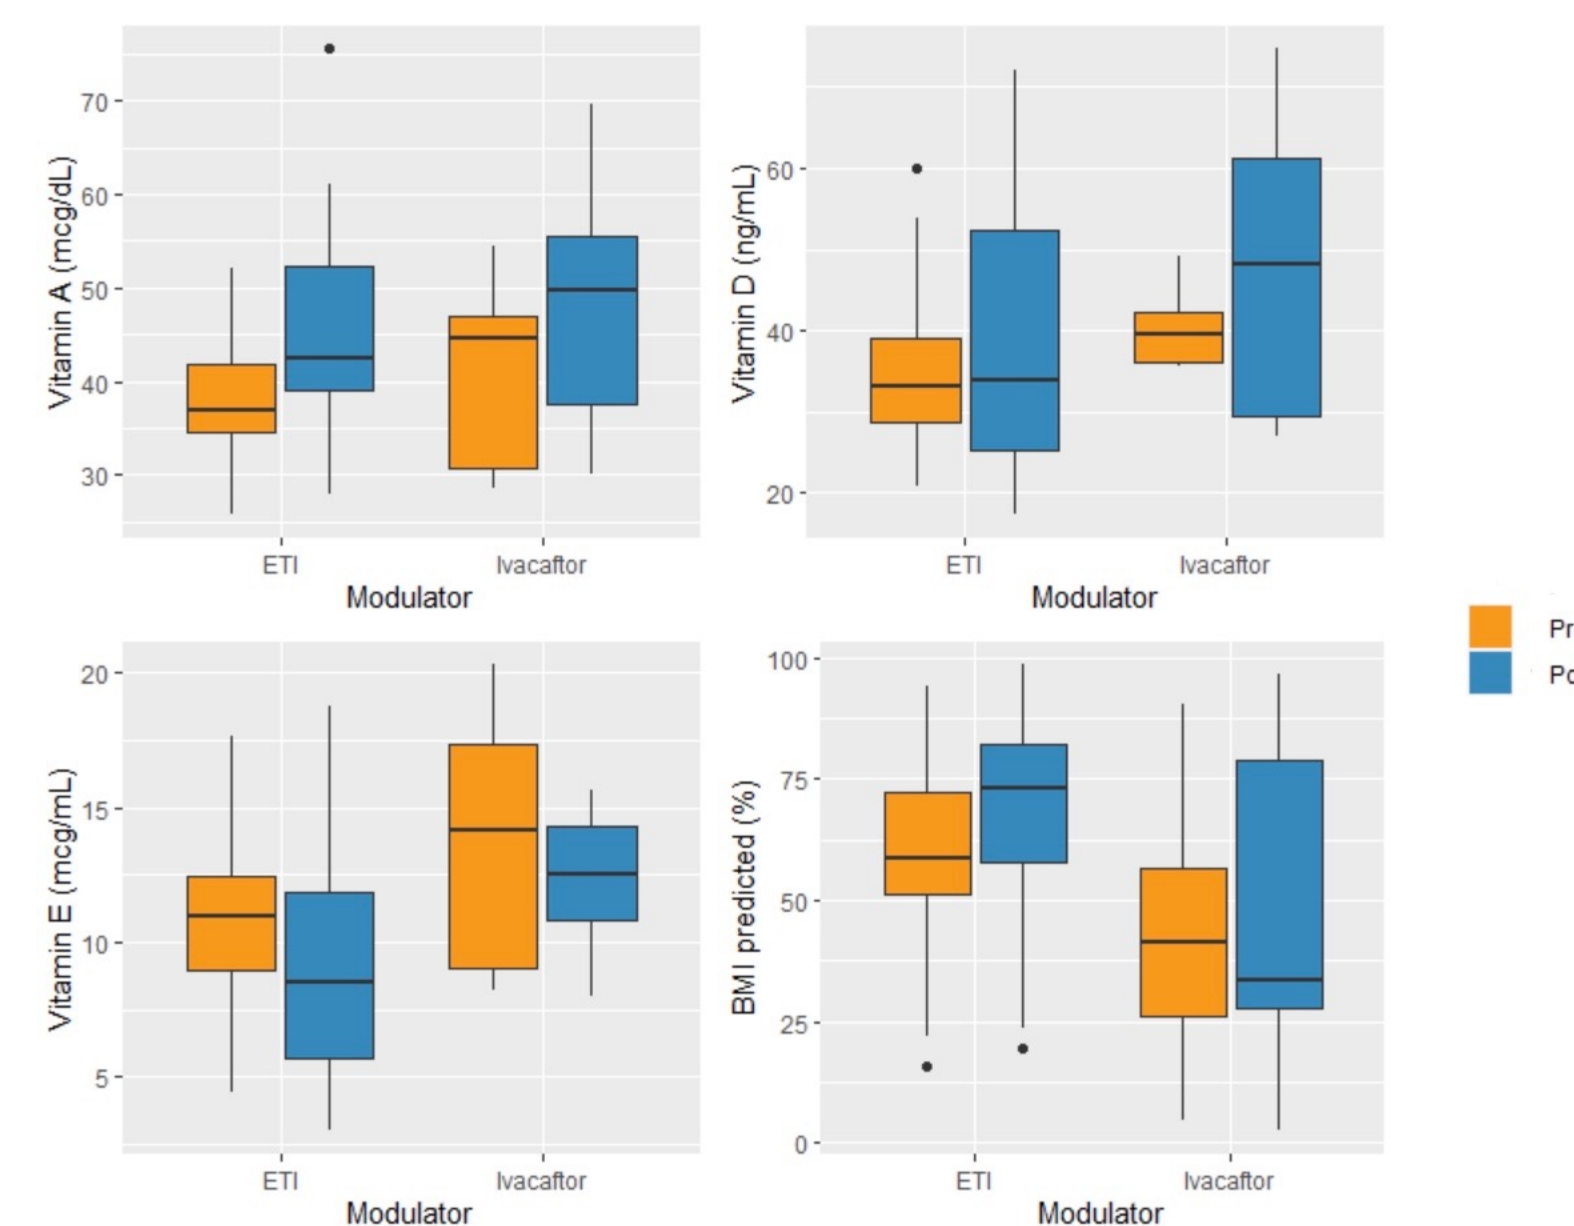 Vitamin A (mcg/dL)
70
60
50
40
30
ETI
Ivacaftor
Modulator
Vitamin D (ng/mL)
60
40
20
ETI
Ivacaftor
Modulator
Vitamin E (mcg/mL)
20
15
10
5
ETI
Ivacaftor
Modulator
BMI predicted (%)
100
75
50
25
0
ETI
Ivacaftor
Modulator
Pr
Po